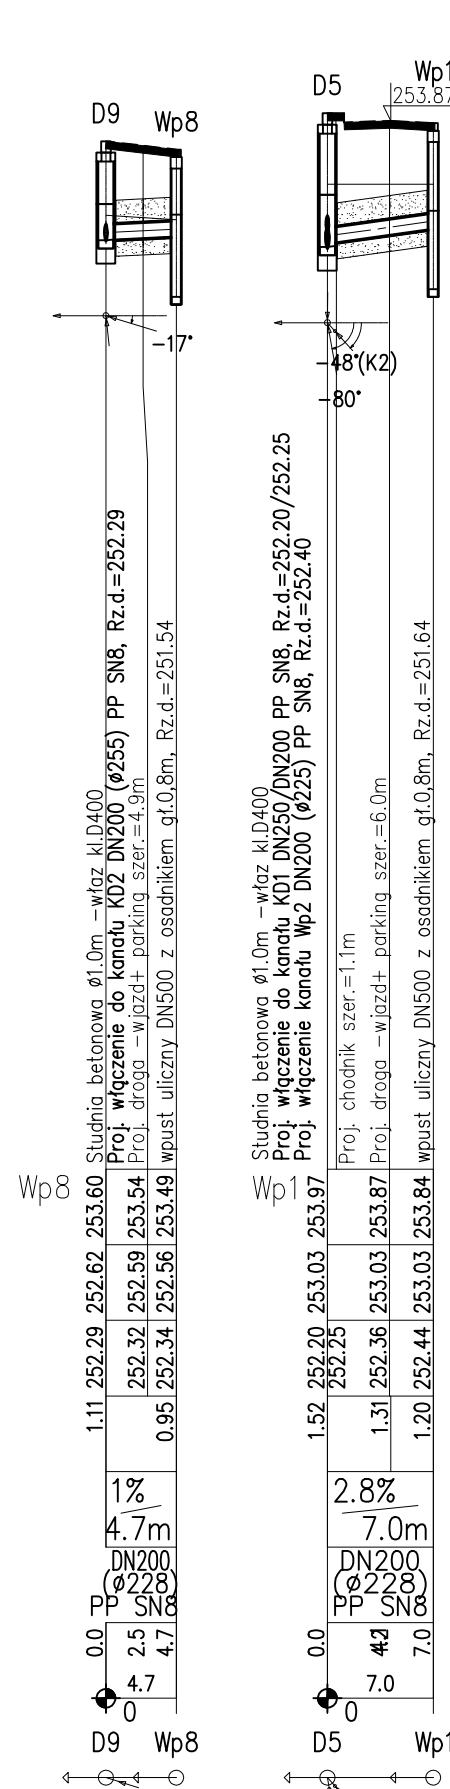 D9
Wp8
-17°
Studnia betonowa ø1.0m -właz kl.D400
Proj. włączenie do kanału KD2 DN200 (ø255) PP SN8, Rz.d.=252.29
Proj. droga -wjazd+ parking szer.=4.9m
wpust uliczny DN500 z osadnikiem gł.0,8m, Rz.d.=251.54
Wp8
253.60 253.54 253.49
252.62 252.59 252.56
252.29 252.32 252.34
1.11 0.95
1%
4.7m
DN200
(ø228)
PP SN8
0.0 2.5 4.7
4.7
0
D9 Wp8
D5
Wp1
253.87
-48°(K2)
-80°
Studnia betonowa ø1.0m -właz kl.D400
Proj. włączenie do kanału KD1 DN250/DN200 PP SN8, Rz.d.=252.20/252.25
Proj. włączenie kanału Wp2 DN200 (ø225) PP SN8, Rz.d.=252.40
Proj. chodnik szer.=1.1m
Proj. droga -wjazd+ parking szer.=6.0m
wpust uliczny DN500 z osadnikiem gł.0,8m, Rz.d.=251.64
Wp1
253.97 253.87 253.84
253.03 253.03 253.03
252.20 252.25 252.36 252.44
1.52 1.31 1.20
2.8%
7.0m
DN200
(ø228)
PP SN8
0.0 7.0
7.0
0
D5 Wp1